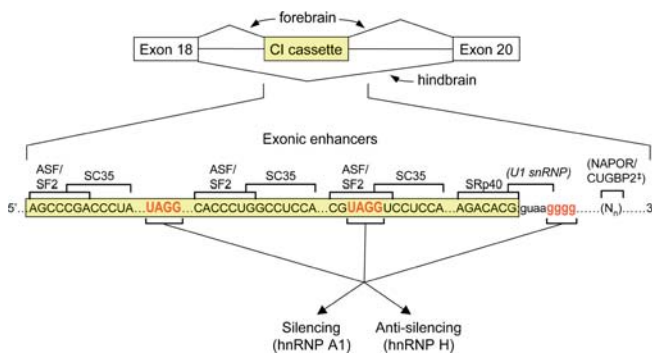 forebrain
Exon 18 CI cassette Exon 20
hindbrain
Exonic enhancers
ASF/ SC35 ASF/ SC35 ASF/ SC35 SRp40 (U1 snRNP) (NAPOR/
SF2 SF2 SF2 CUGBP2‡)
5' AGCCCGACCCUA...UAGG...CACCCUGGCCUCCA...CGUAGGUCCUCCA...AGACACG:guaagggg......(Nn)......3'
Silencing Anti-silencing
(hnRNP A1) (hnRNP H)